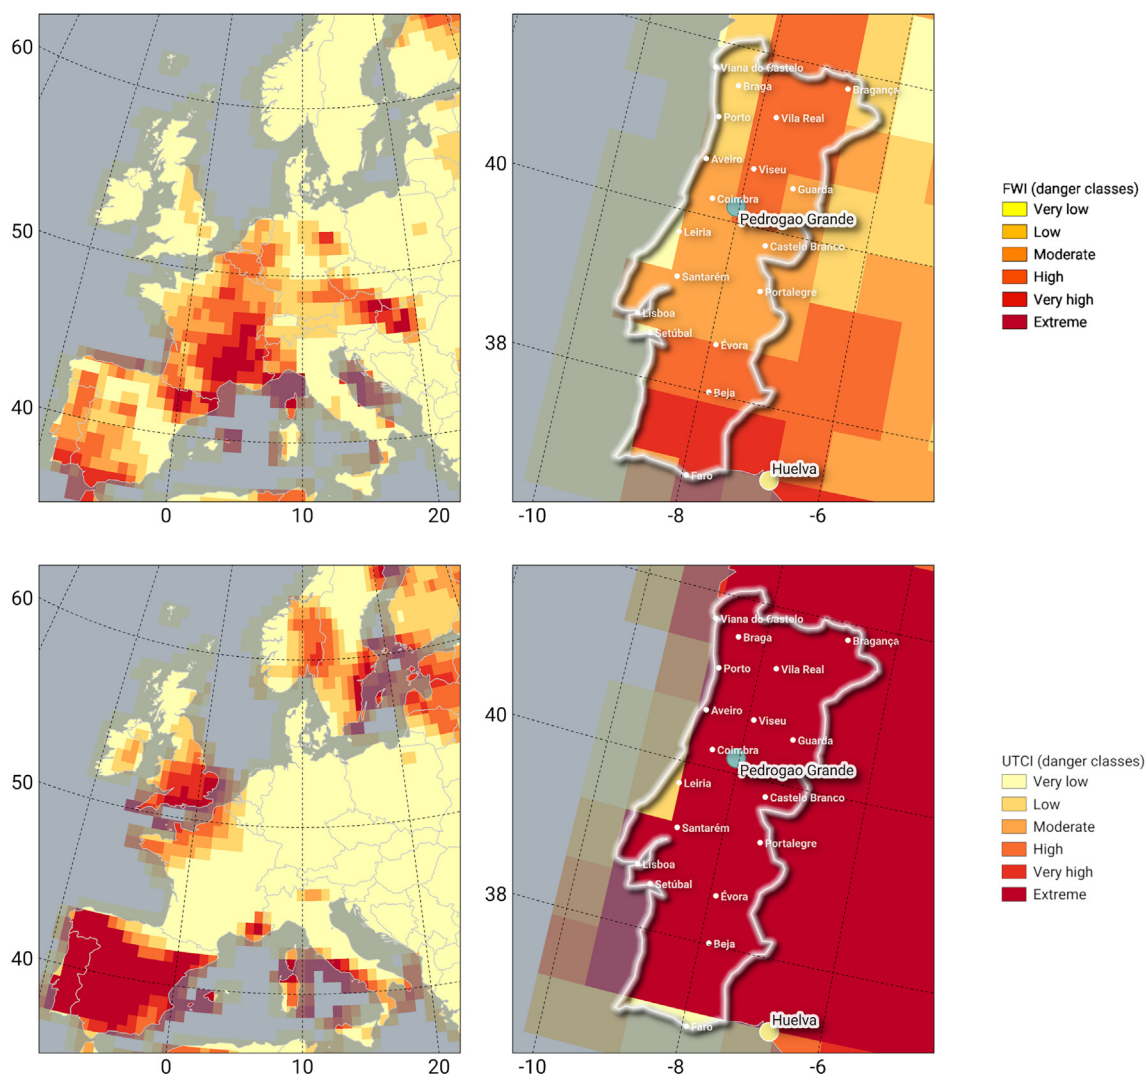 60
50
40
0
10
20
40
38
-10
-8
-6
Viana do Castelo
Braga
Bragança
Porto
Vila Real
Aveiro
Viseu
Guarda
Coimbra
Pedrogao Grande
Leiria
Castelo Branco
Santarém
Portalegre
Lisboa
Setúbal
Évora
Beja
Faro
Huelva
FWI (danger classes)
Very low
Low
Moderate
High
Very high
Extreme
60
50
40
0
10
20
40
38
-10
-8
-6
Viana do Castelo
Braga
Bragança
Porto
Vila Real
Aveiro
Viseu
Guarda
Coimbra
Pedrogao Grande
Leiria
Castelo Branco
Santarém
Portalegre
Lisboa
Setúbal
Évora
Beja
Faro
Huelva
UTCI (danger classes)
Very low
Low
Moderate
High
Very high
Extreme